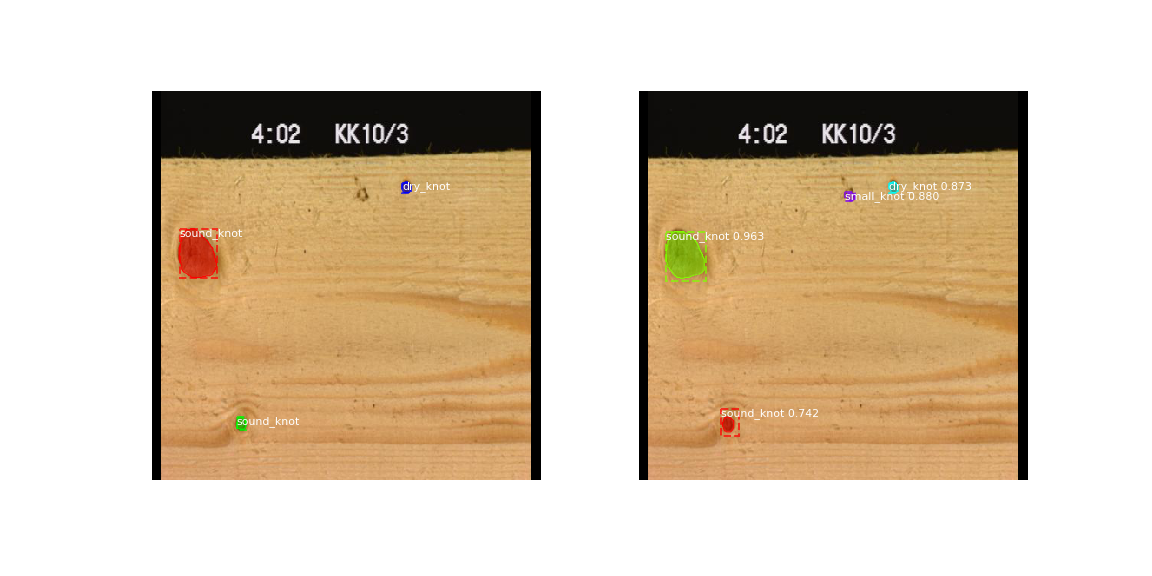 4:02 KK10/3
dry_knot
sound_knot
sound_knot
4:02 KK10/3
dry_knot 0.873
small_knot 0.880
sound_knot 0.963
sound_knot 0.742